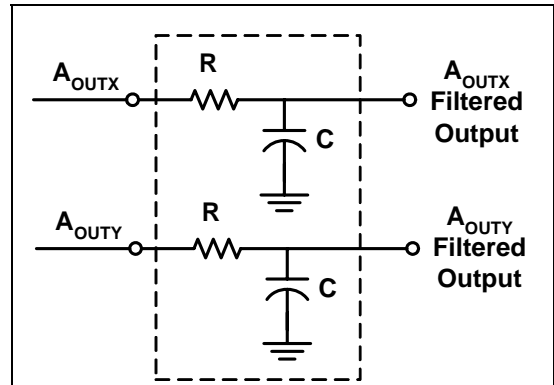 R
A_OUTX
A_OUTX
Filtered
Output
C
R
A_OUTY
A_OUTY
Filtered
Output
C